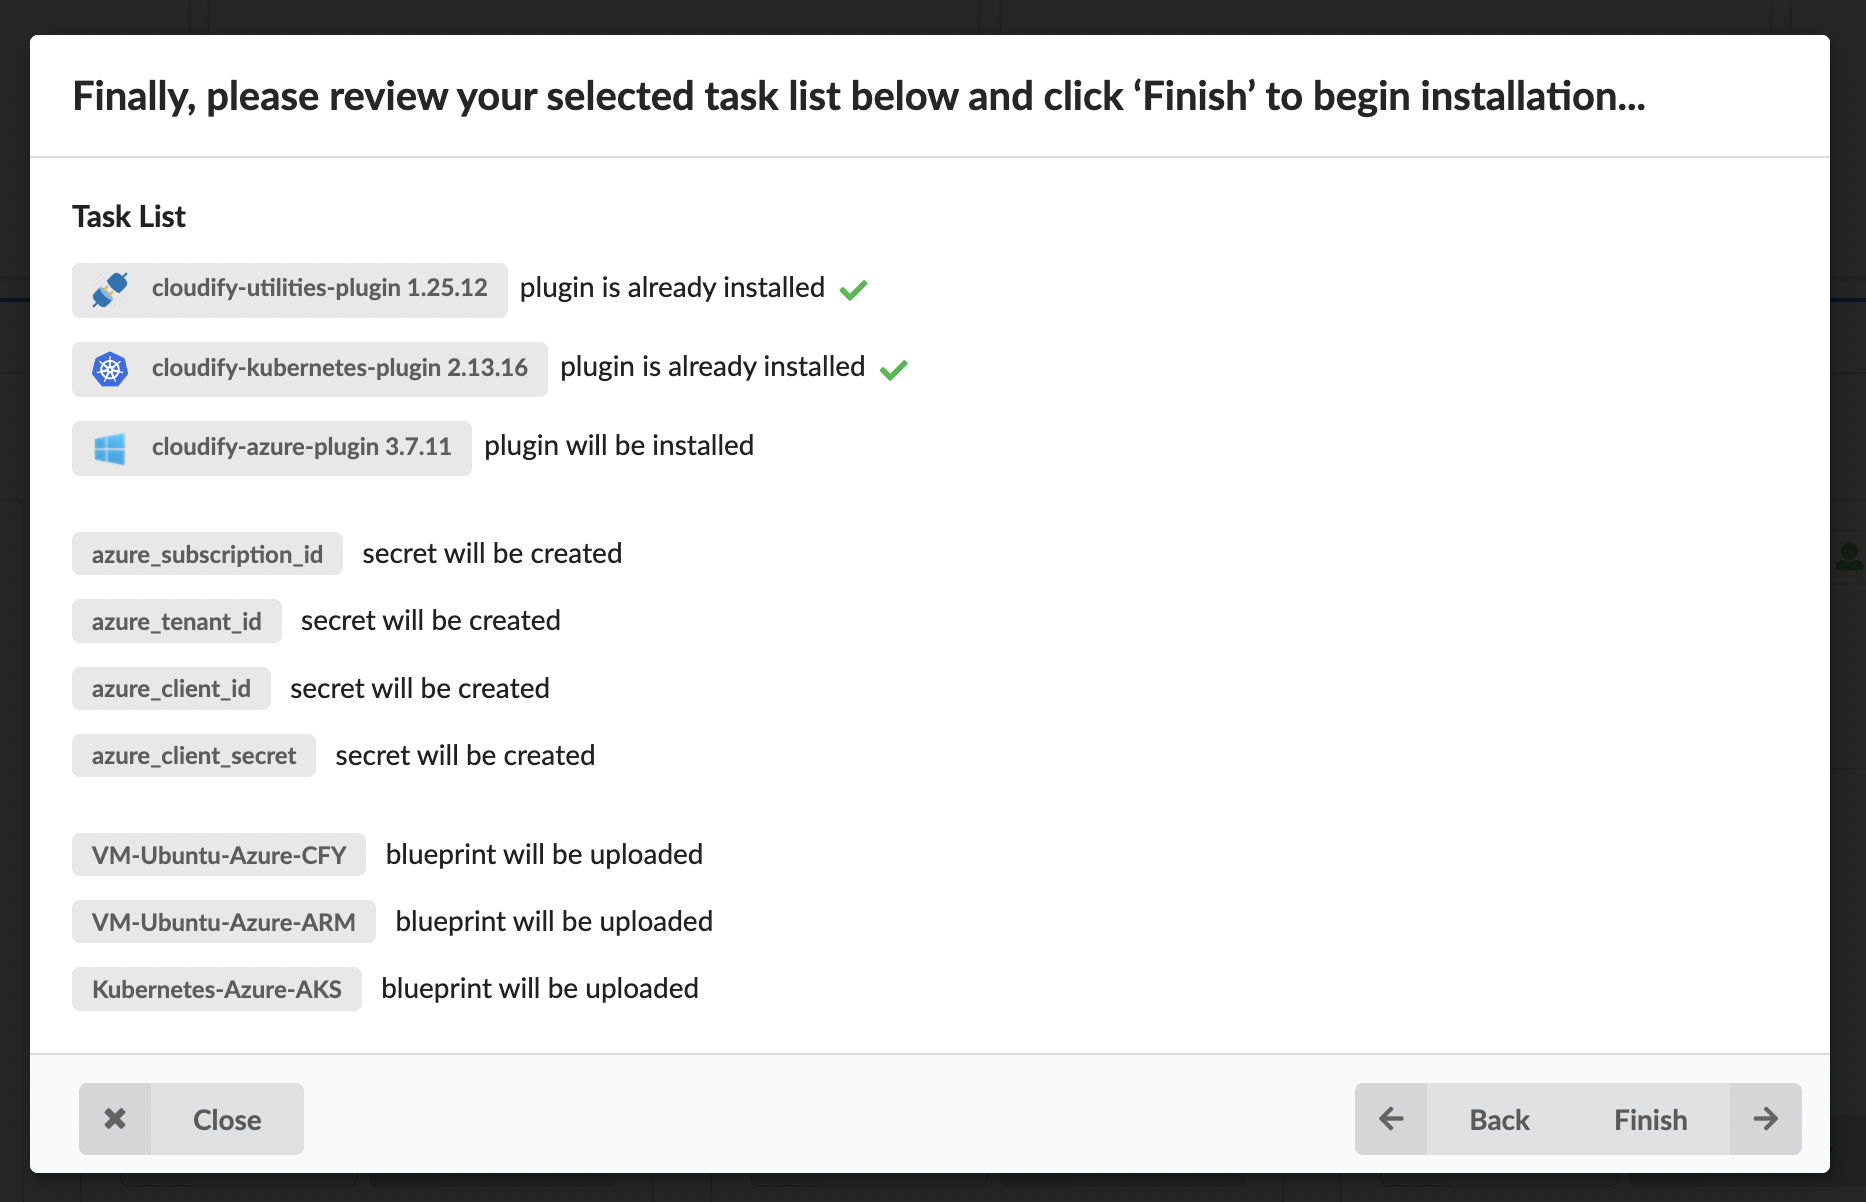 Finally, please review your selected task list below and click ‘Finish’ to begin installation...
Task List
cloudify-utilities-plugin 1.25.12 plugin is already installed
cloudify-kubernetes-plugin 2.13.16 plugin is already installed
cloudify-azure-plugin 3.7.11 plugin will be installed
azure_subscription_id secret will be created
azure_tenant_id secret will be created
azure_client_id secret will be created
azure_client_secret secret will be created
VM-Ubuntu-Azure-CFY blueprint will be uploaded
VM-Ubuntu-Azure-ARM blueprint will be uploaded
Kubernetes-Azure-AKS blueprint will be uploaded
Close Back Finish